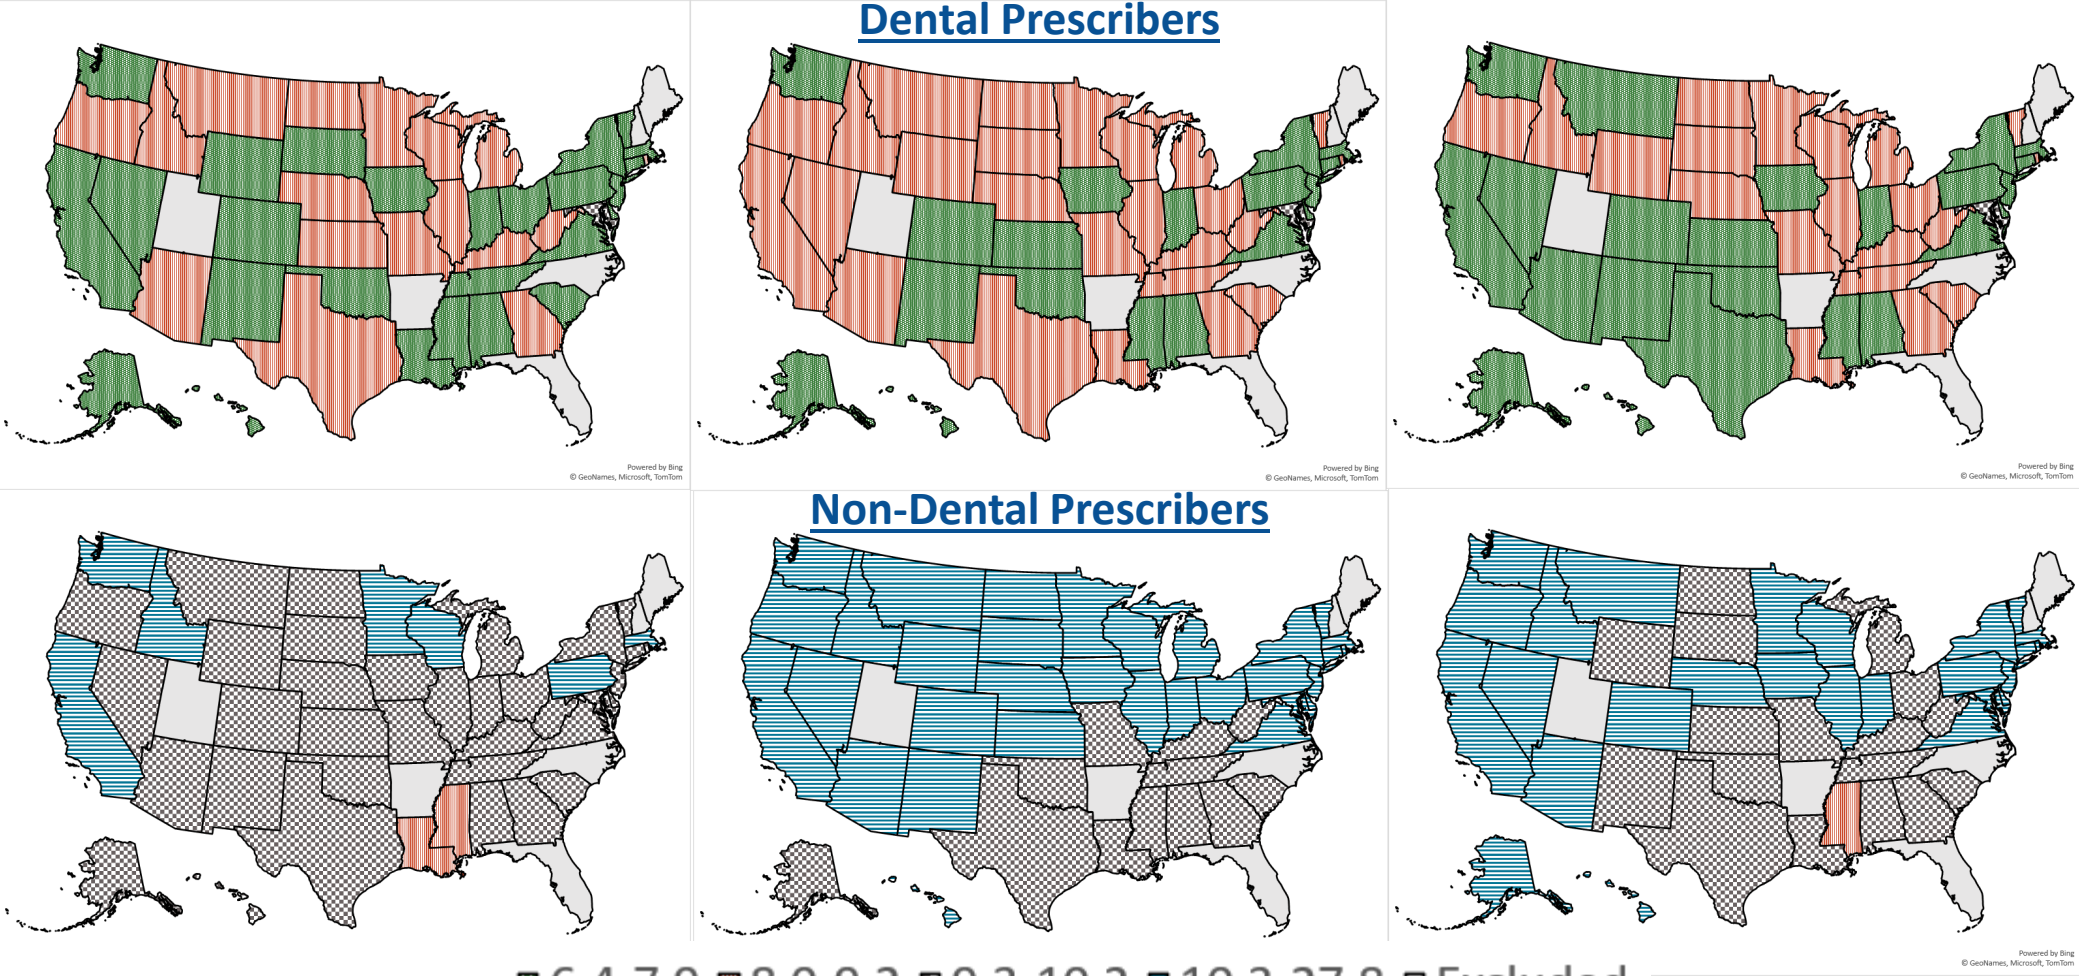 Dental Prescribers
Powered by Bing
© GeoNames, Microsoft, TomTom
Powered by Bing
© GeoNames, Microsoft, TomTom
Powered by Bing
© GeoNames, Microsoft, TomTom
Non-Dental Prescribers
Powered by Bing
© GeoNames, Microsoft, TomTom